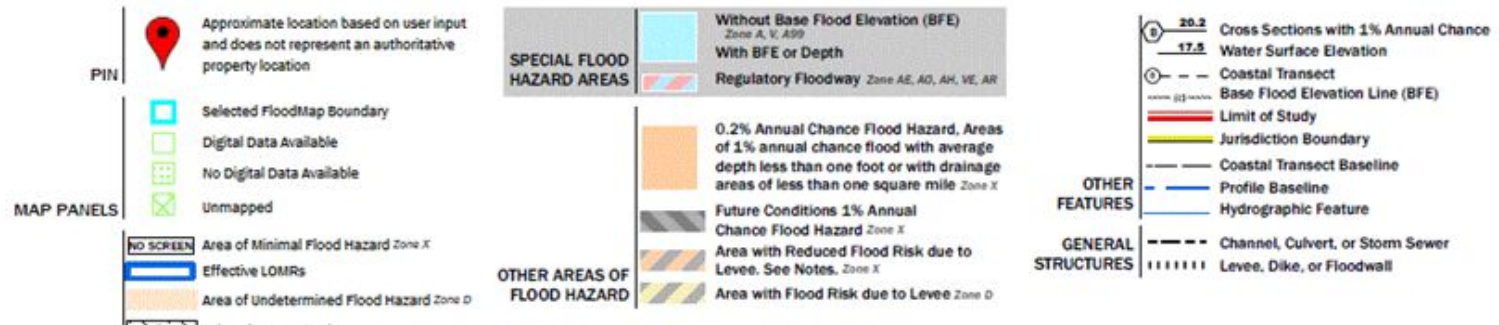 PIN
Approximate location based on user input
and does not represent an authoritative
property location
MAP PANELS
Selected FloodMap Boundary
Digital Data Available
No Digital Data Available
Unmapped
NO SCREEN Area of Minimal Flood Hazard Zone X
Effective LOMRs
Area of Undetermined Flood Hazard Zone D
SPECIAL FLOOD
HAZARD AREAS
Without Base Flood Elevation (BFE)
Zone A, V, A99
With BFE or Depth
Regulatory Floodway Zone AE, AO, AH, VE, AR
OTHER AREAS OF
FLOOD HAZARD
0.2% Annual Chance Flood Hazard, Areas
of 1% annual chance flood with average
depth less than one foot or with drainage
areas of less than one square mile Zone X
Future Conditions 1% Annual
Chance Flood Hazard Zone X
Area with Reduced Flood Risk due to
Levee. See Notes. Zone X
Area with Flood Risk due to Levee Zone D
OTHER
FEATURES
20.2 Cross Sections with 1% Annual Chance
17.5 Water Surface Elevation
Coastal Transect
Base Flood Elevation Line (BFE)
Limit of Study
Jurisdiction Boundary
Coastal Transect Baseline
Profile Baseline
Hydrographic Feature
GENERAL
STRUCTURES
Channel, Culvert, or Storm Sewer
Levee, Dike, or Floodwall